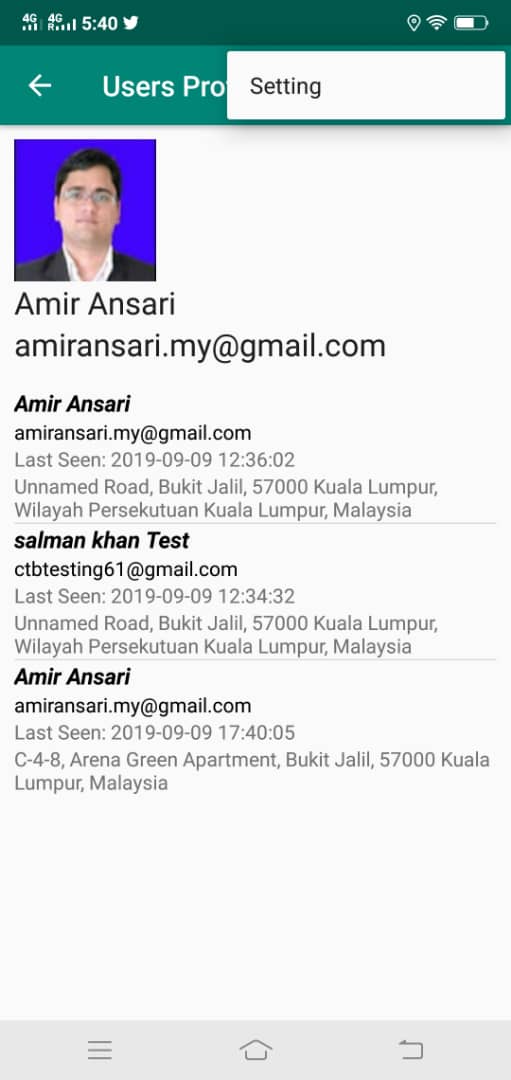 4G 4G R 5:40
Users Pro
Setting
Amir Ansari
amiransari.my@gmail.com
Amir Ansari
amiransari.my@gmail.com
Last Seen: 2019-09-09 12:36:02
Unnamed Road, Bukit Jalil, 57000 Kuala Lumpur,
Wilayah Persekutuan Kuala Lumpur, Malaysia
salman khan Test
ctbtesting61@gmail.com
Last Seen: 2019-09-09 12:34:32
Unnamed Road, Bukit Jalil, 57000 Kuala Lumpur,
Wilayah Persekutuan Kuala Lumpur, Malaysia
Amir Ansari
amiransari.my@gmail.com
Last Seen: 2019-09-09 17:40:05
C-4-8, Arena Green Apartment, Bukit Jalil, 57000 Kuala
Lumpur, Malaysia